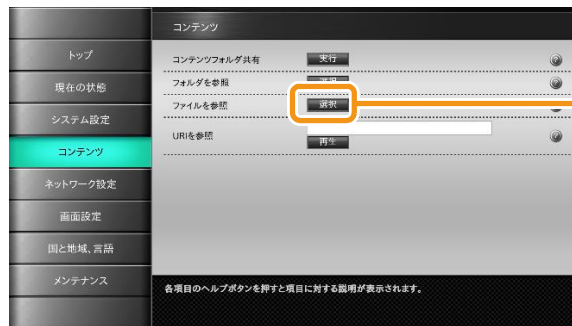 コンテンツ
トップ
現在の状態
システム設定
コンテンツ
ネットワーク設定
画面設定
国と地域、言語
メンテナンス
コンテンツフォルダ共有 実行
フォルダを参照 選択
ファイルを参照 選択
URIを参照
再生
各項目のヘルプボタンを押すと項目に対する説明が表示されます。